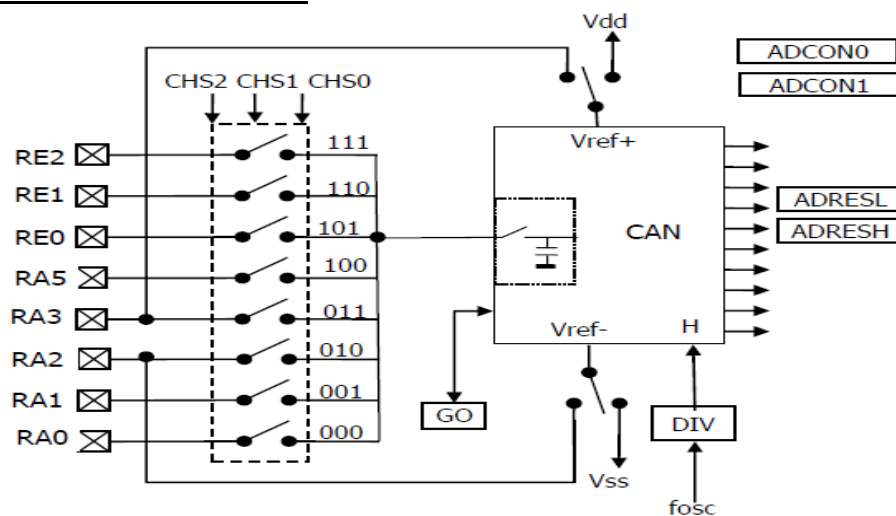 Vdd
ADCON0
CHS2 CHS1 CHS0
ADCON1
RE2
111
Vref+
RE1
110
ADRESL
RE0
101
CAN
ADRESH
RA5
100
RA3
011
Vref-
H
RA2
010
RA1
001
GO
DIV
RA0
000
Vss
fosc